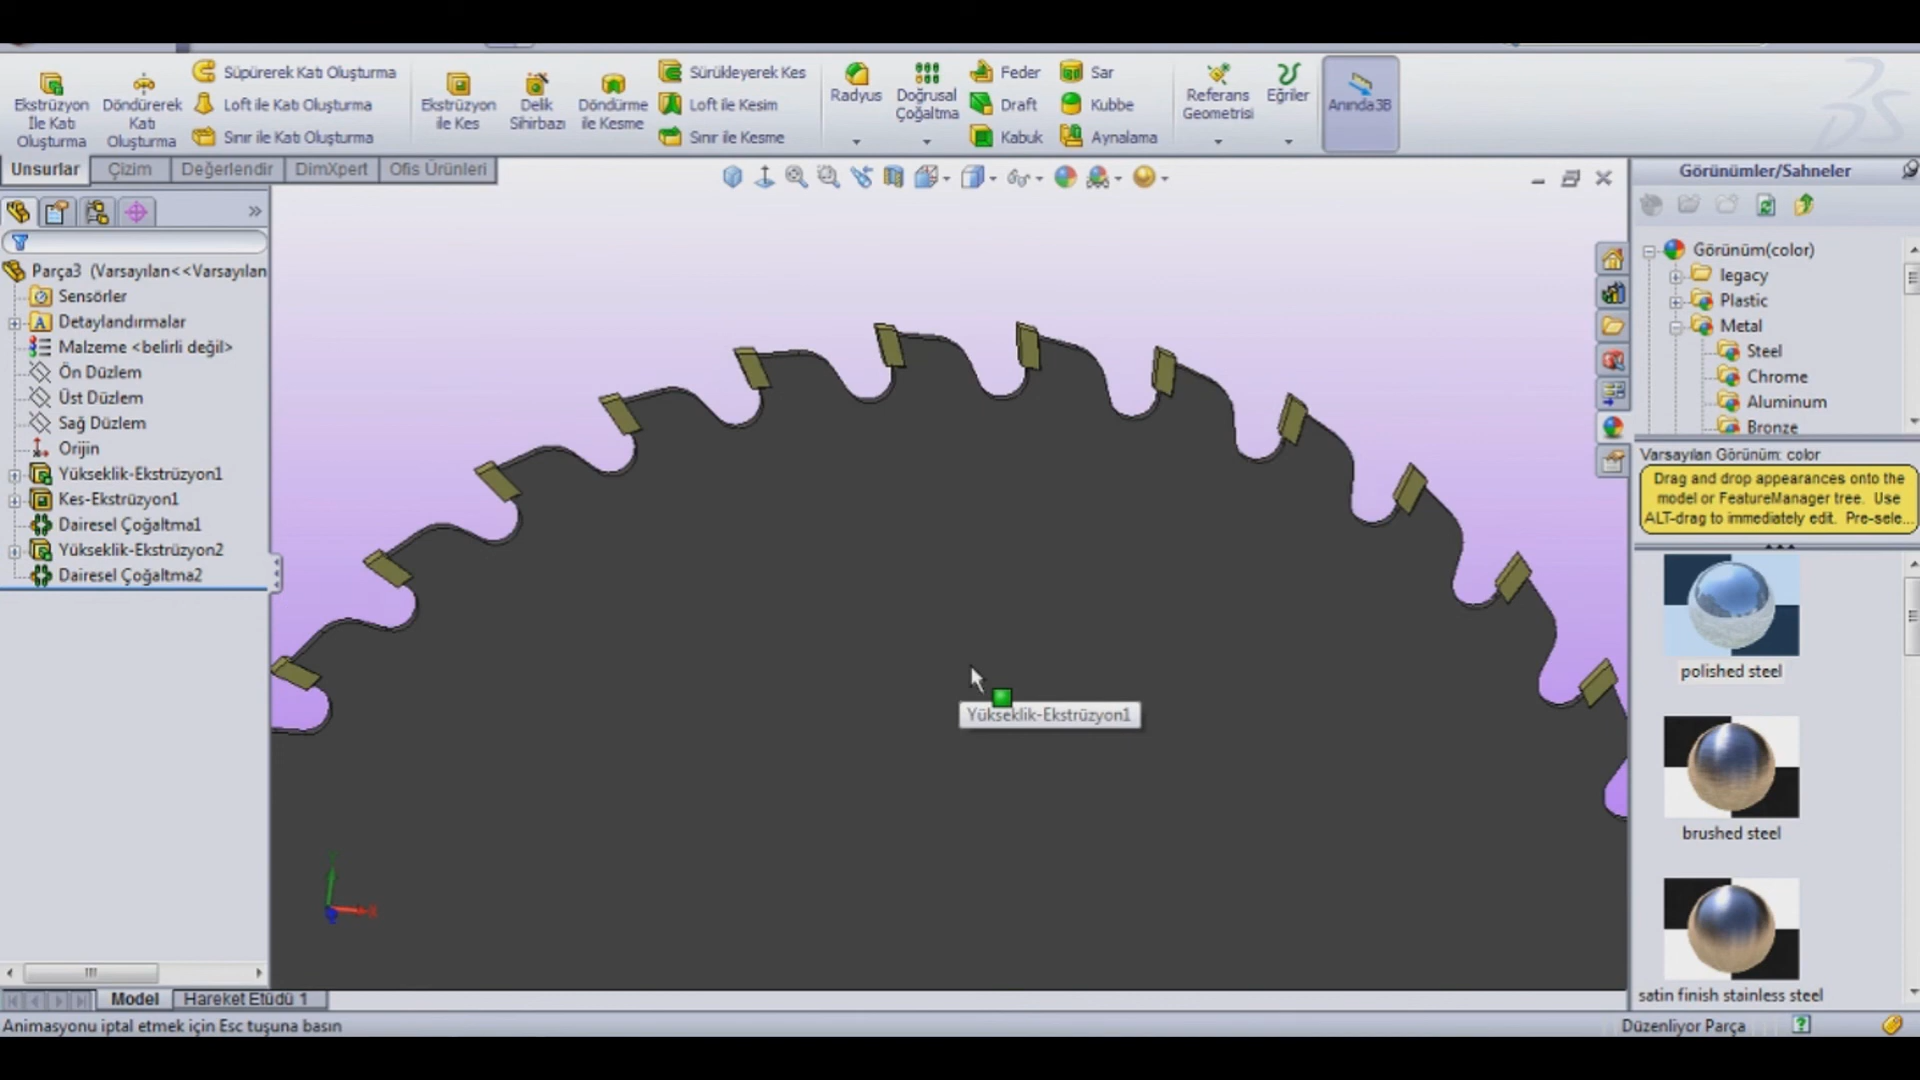 Ekstrüzyon
İle Katı
Oluşturma
Döndürerek
Katı
Oluşturma
Süpürerek Katı Oluşturma
Loft ile Katı Oluşturma
Sınır ile Katı Oluşturma
Ekstrüzyon
ile Kes
Delik
Sihirbazı
Döndürme
ile Kesme
Sürükleyerek Kes
Loft ile Kesim
Sınır ile Kesme
Radyus
Doğrusal
Çoğaltma
Feder
Draft
Kabuk
Sar
Kubbe
Aynalama
Referans
Geometrisi
Eğriler
Anında3B
Unsurlar
Çizim
Değerlendir
DimXpert
Ofis Ürünleri
Parça3 (Varsayılan<<Varsayılan
Sensörler
Detaylandırmalar
Malzeme <belirli değil>
Ön Düzlem
Üst Düzlem
Sağ Düzlem
Orijin
Yükseklik-Ekstrüzyon1
Kes-Ekstrüzyon1
Dairesel Çoğaltma1
Yükseklik-Ekstrüzyon2
Dairesel Çoğaltma2
Yükseklik-Ekstrüzyon1
X
Görünümler/Sahneler
Görünüm(color)
legacy
Plastic
Metal
Steel
Chrome
Aluminum
Bronze
Varsayılan Görünüm: color
Drag and drop appearances onto the
model or FeatureManager tree. Use
ALT-drag to immediately edit. Pre-sele...
polished steel
brushed steel
satin finish stainless steel
Model
Hareket Etüdü 1
Animasyonu iptal etmek için Esc tuşuna basın
Düzenliyor Parça